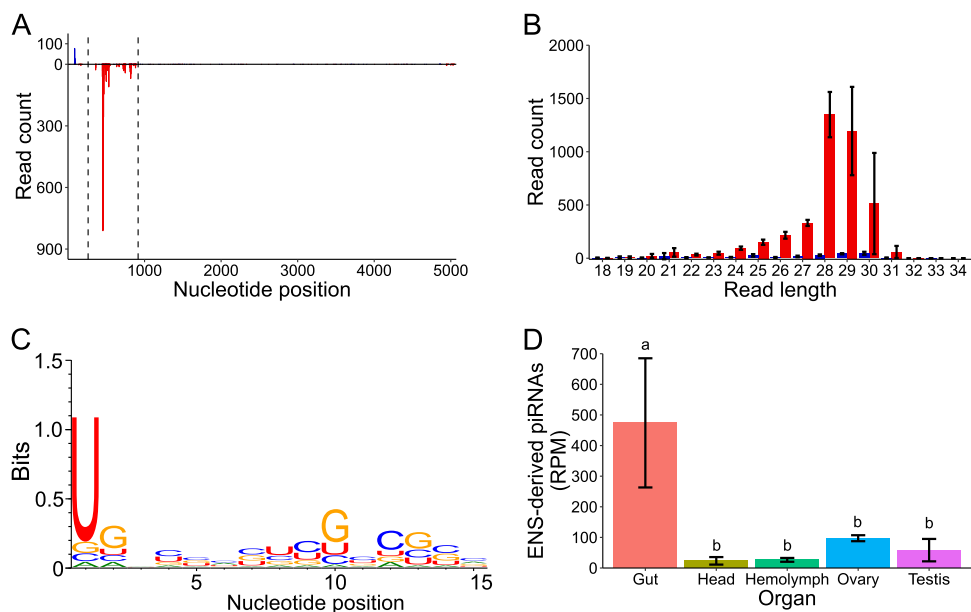 A
100
0
300
600
900
Read count
1000
2000
3000
4000
5000
Nucleotide position
B
2000
1500
1000
500
0
Read count
18 19 20 21 22 23 24 25 26 27 28 29 30 31 32 33 34
Read length
C
1.5
1.0
0.5
0
Bits
5
10
15
Nucleotide position
D
700
600
500
400
300
200
100
0
ENS-derived piRNAs
(RPM)
a
b
b
b
b
Gut Head Hemolymph Ovary Testis
Organ